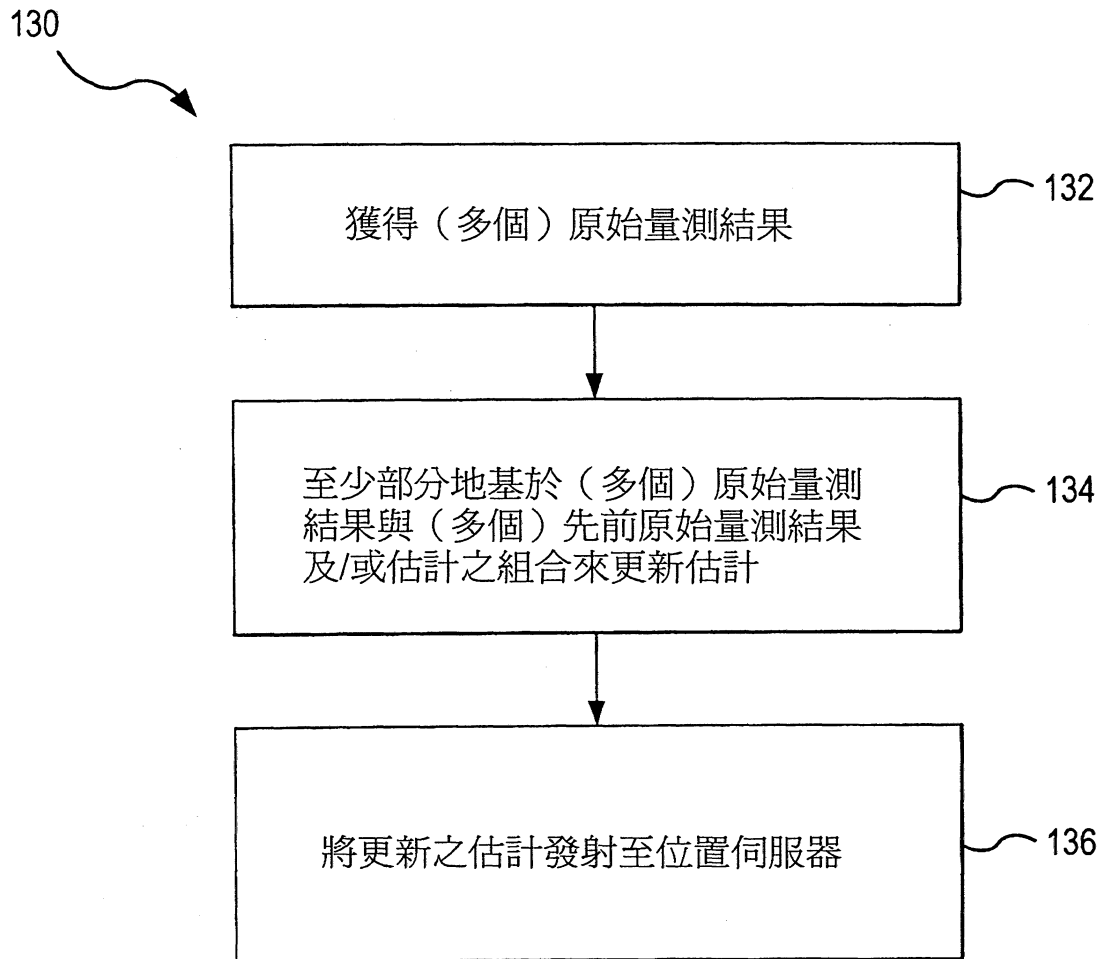 130
獲得（多個）原始量測結果
132
至少部分地基於（多個）原始量測
結果與（多個）先前原始量測結果
及/或估計之組合來更新估計
134
將更新之估計發射至位置伺服器
136